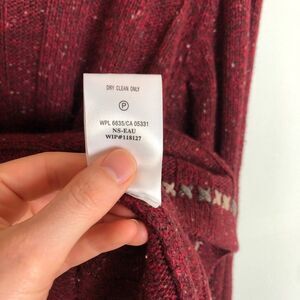 DRY CLEAN ONLY
P
WPL 6635/CA 05331
NS-EAU
WIP#118127